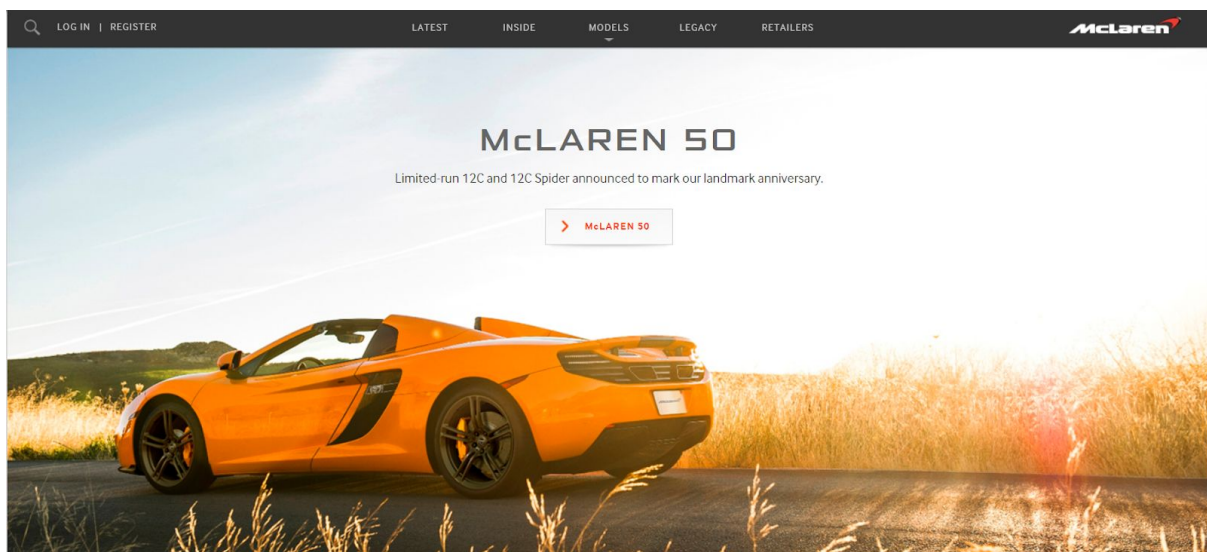 LOG IN | REGISTER
LATEST
INSIDE
MODELS
LEGACY
RETAILERS
McLaren
McLAREN 50
Limited-run 12C and 12C Spider announced to mark our landmark anniversary.
McLAREN 50